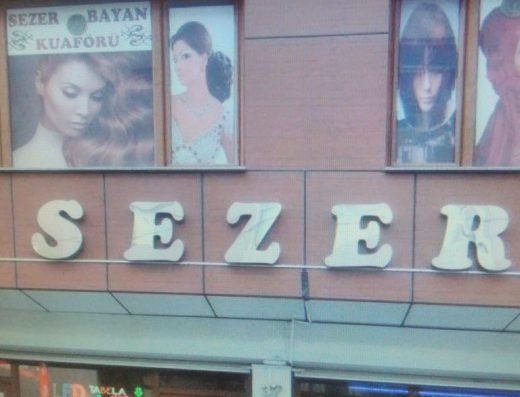 SEZER BAYAN
KUAFÖRÜ
SEZER
LED TABELA